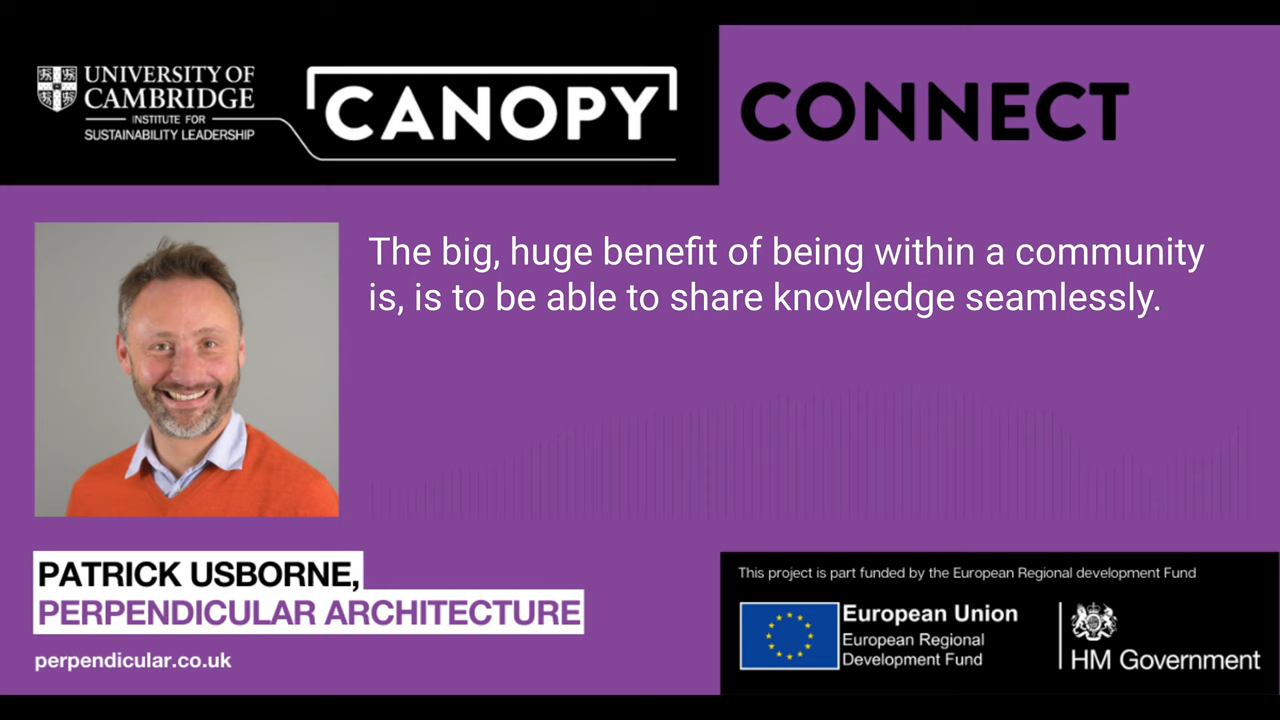 UNIVERSITY OF
CAMBRIDGE
INSTITUTE FOR
SUSTAINABILITY LEADERSHIP
CANOPY
CONNECT
The big, huge benefit of being within a community
is, is to be able to share knowledge seamlessly.
PATRICK USBORNE,
PERPENDICULAR ARCHITECTURE
perpendicular.co.uk
This project is part funded by the European Regional development Fund
European Union
European Regional
Development Fund
HM Government